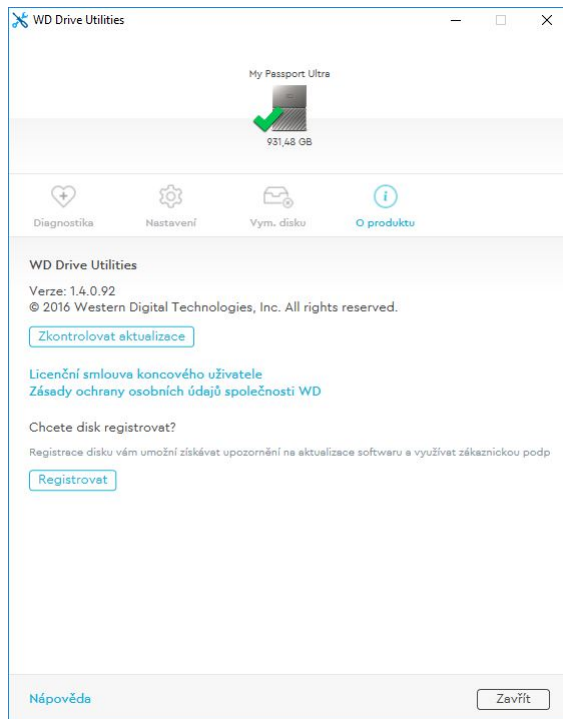 WD Drive Utilities
My Passport Ultra
931,48 GB
Diagnostika Nastavení Vym. disku O produktu
WD Drive Utilities
Verze: 1.4.0.92
© 2016 Western Digital Technologies, Inc. All rights reserved.
Zkontrolovat aktualizace
Licenční smlouva koncového uživatele
Zásady ochrany osobních údajů společnosti WD
Chcete disk registrovat?
Registrace disku vám umožní získávat upozornění na aktualizace softwaru a využívat zákaznickou podp
Registrovat
Nápověda
Zavřít